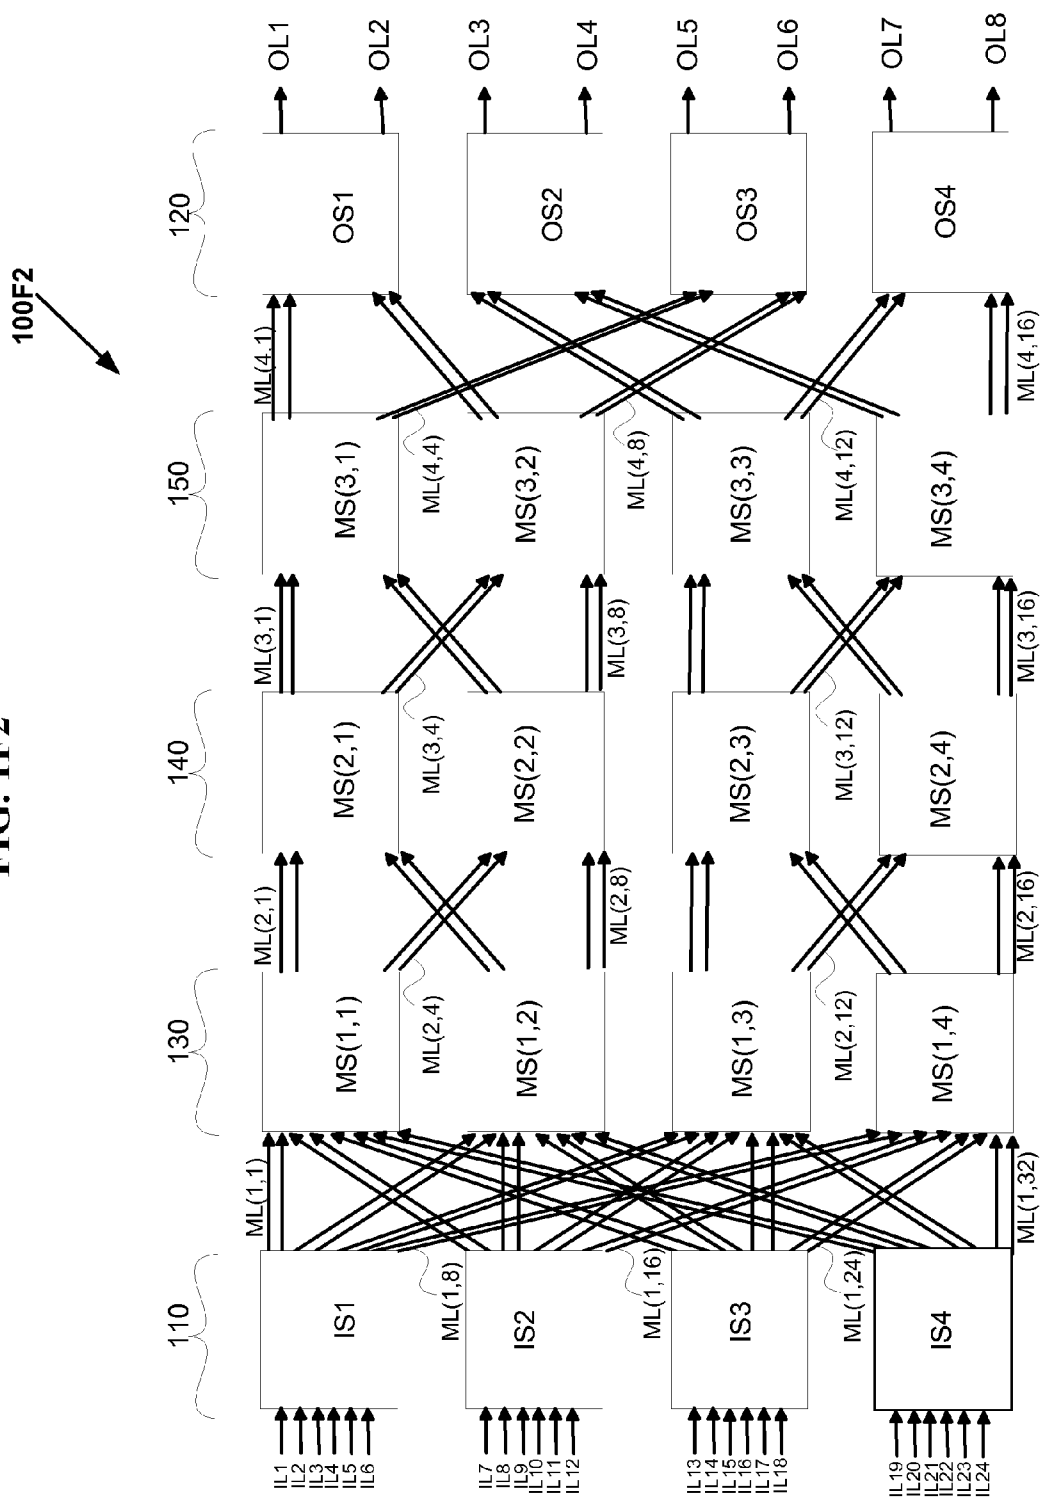 100F2
110
130
140
150
120
IL1
IL2
IL3
IL4
IL5
IL6
IS1
ML(1,1)
MS(1,1)
ML(2,1)
MS(2,1)
ML(3,1)
MS(3,1)
ML(4,1)
OS1
OL1
OL2
ML(1,8)
ML(2,4)
ML(3,4)
ML(4,4)
IL7
IL8
IL9
IL10
IL11
IL12
IS2
MS(1,2)
MS(2,2)
MS(3,2)
OS2
OL3
OL4
ML(1,16)
ML(2,8)
ML(3,8)
ML(4,8)
IL13
IL14
IL15
IL16
IL17
IL18
IS3
MS(1,3)
MS(2,3)
MS(3,3)
OS3
OL5
OL6
ML(1,24)
ML(2,12)
ML(3,12)
ML(4,12)
IL19
IL20
IL21
IL22
IL23
IL24
IS4
MS(1,4)
MS(2,4)
MS(3,4)
OS4
OL7
OL8
ML(1,32)
ML(2,16)
ML(3,16)
ML(4,16)